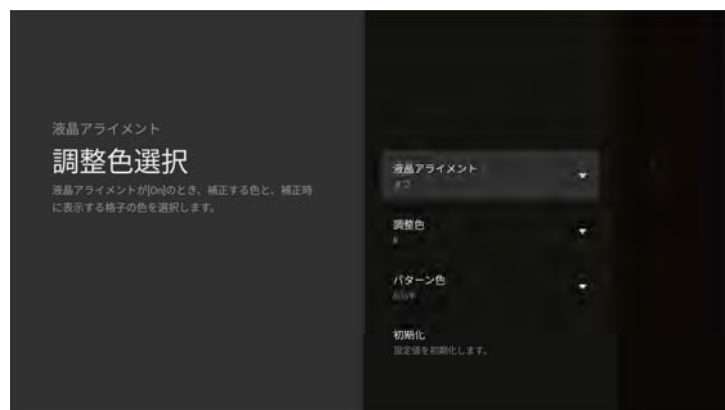 液晶アライメント
調整色選択
液晶アライメントが[On]のとき、補正する色と、補正時
に表示する格子の色を選択します。
液晶アライメント
オフ
調整色
R
パターン色
R/G/B
初期化
設定値を初期化します。